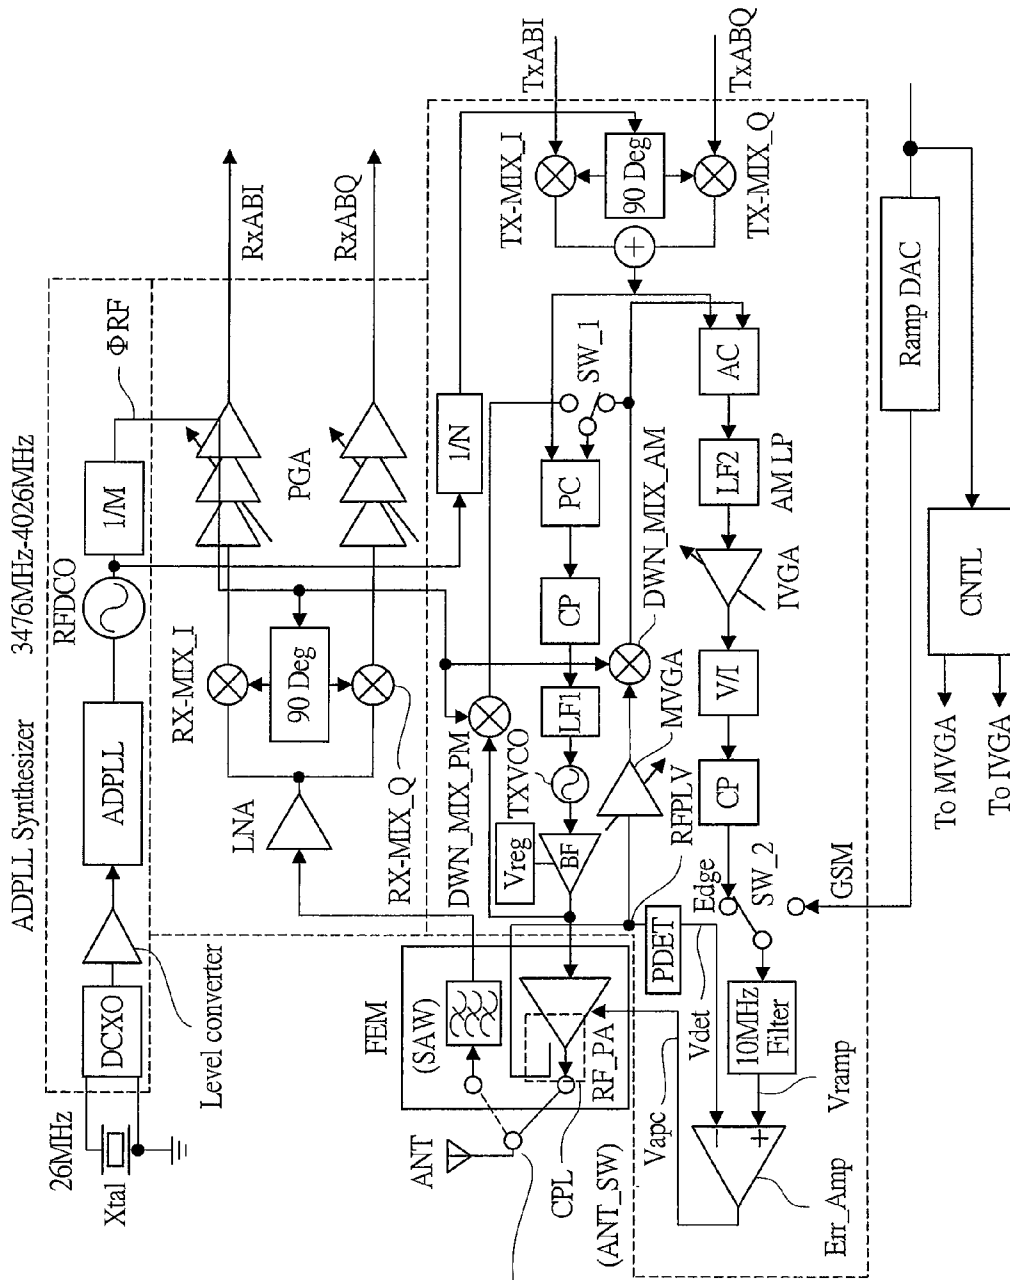 ADPLL Synthesizer
3476MHz-4026MHz
26MHz
Xtal
DCXO
Level converter
ADPLL
RFDCO
1/M
ΦRF
RX-MIX_I
90 Deg
RX-MIX_Q
LNA
PGA
RxABI
RxABQ
FEM
(SAW)
ANT
CPL
(ANT_SW)
RF_PA
DWN_MIX_PM
TXVCO
Vreg
BF
LF1
CP
PC
SW_1
1/N
TX-MIX_I
90 Deg
TX-MIX_Q
TxABI
TxABQ
+
DWN_MIX_AM
MVGA
RFPLV
PDET
Vdet
Vapc
AC
LF2
AM LP
IVGA
V/I
CP
Edge
SW_2
GSM
10MHz
Filter
Vramp
−
+
Err_Amp
Ramp DAC
CNTL
To MVGA
To IVGA